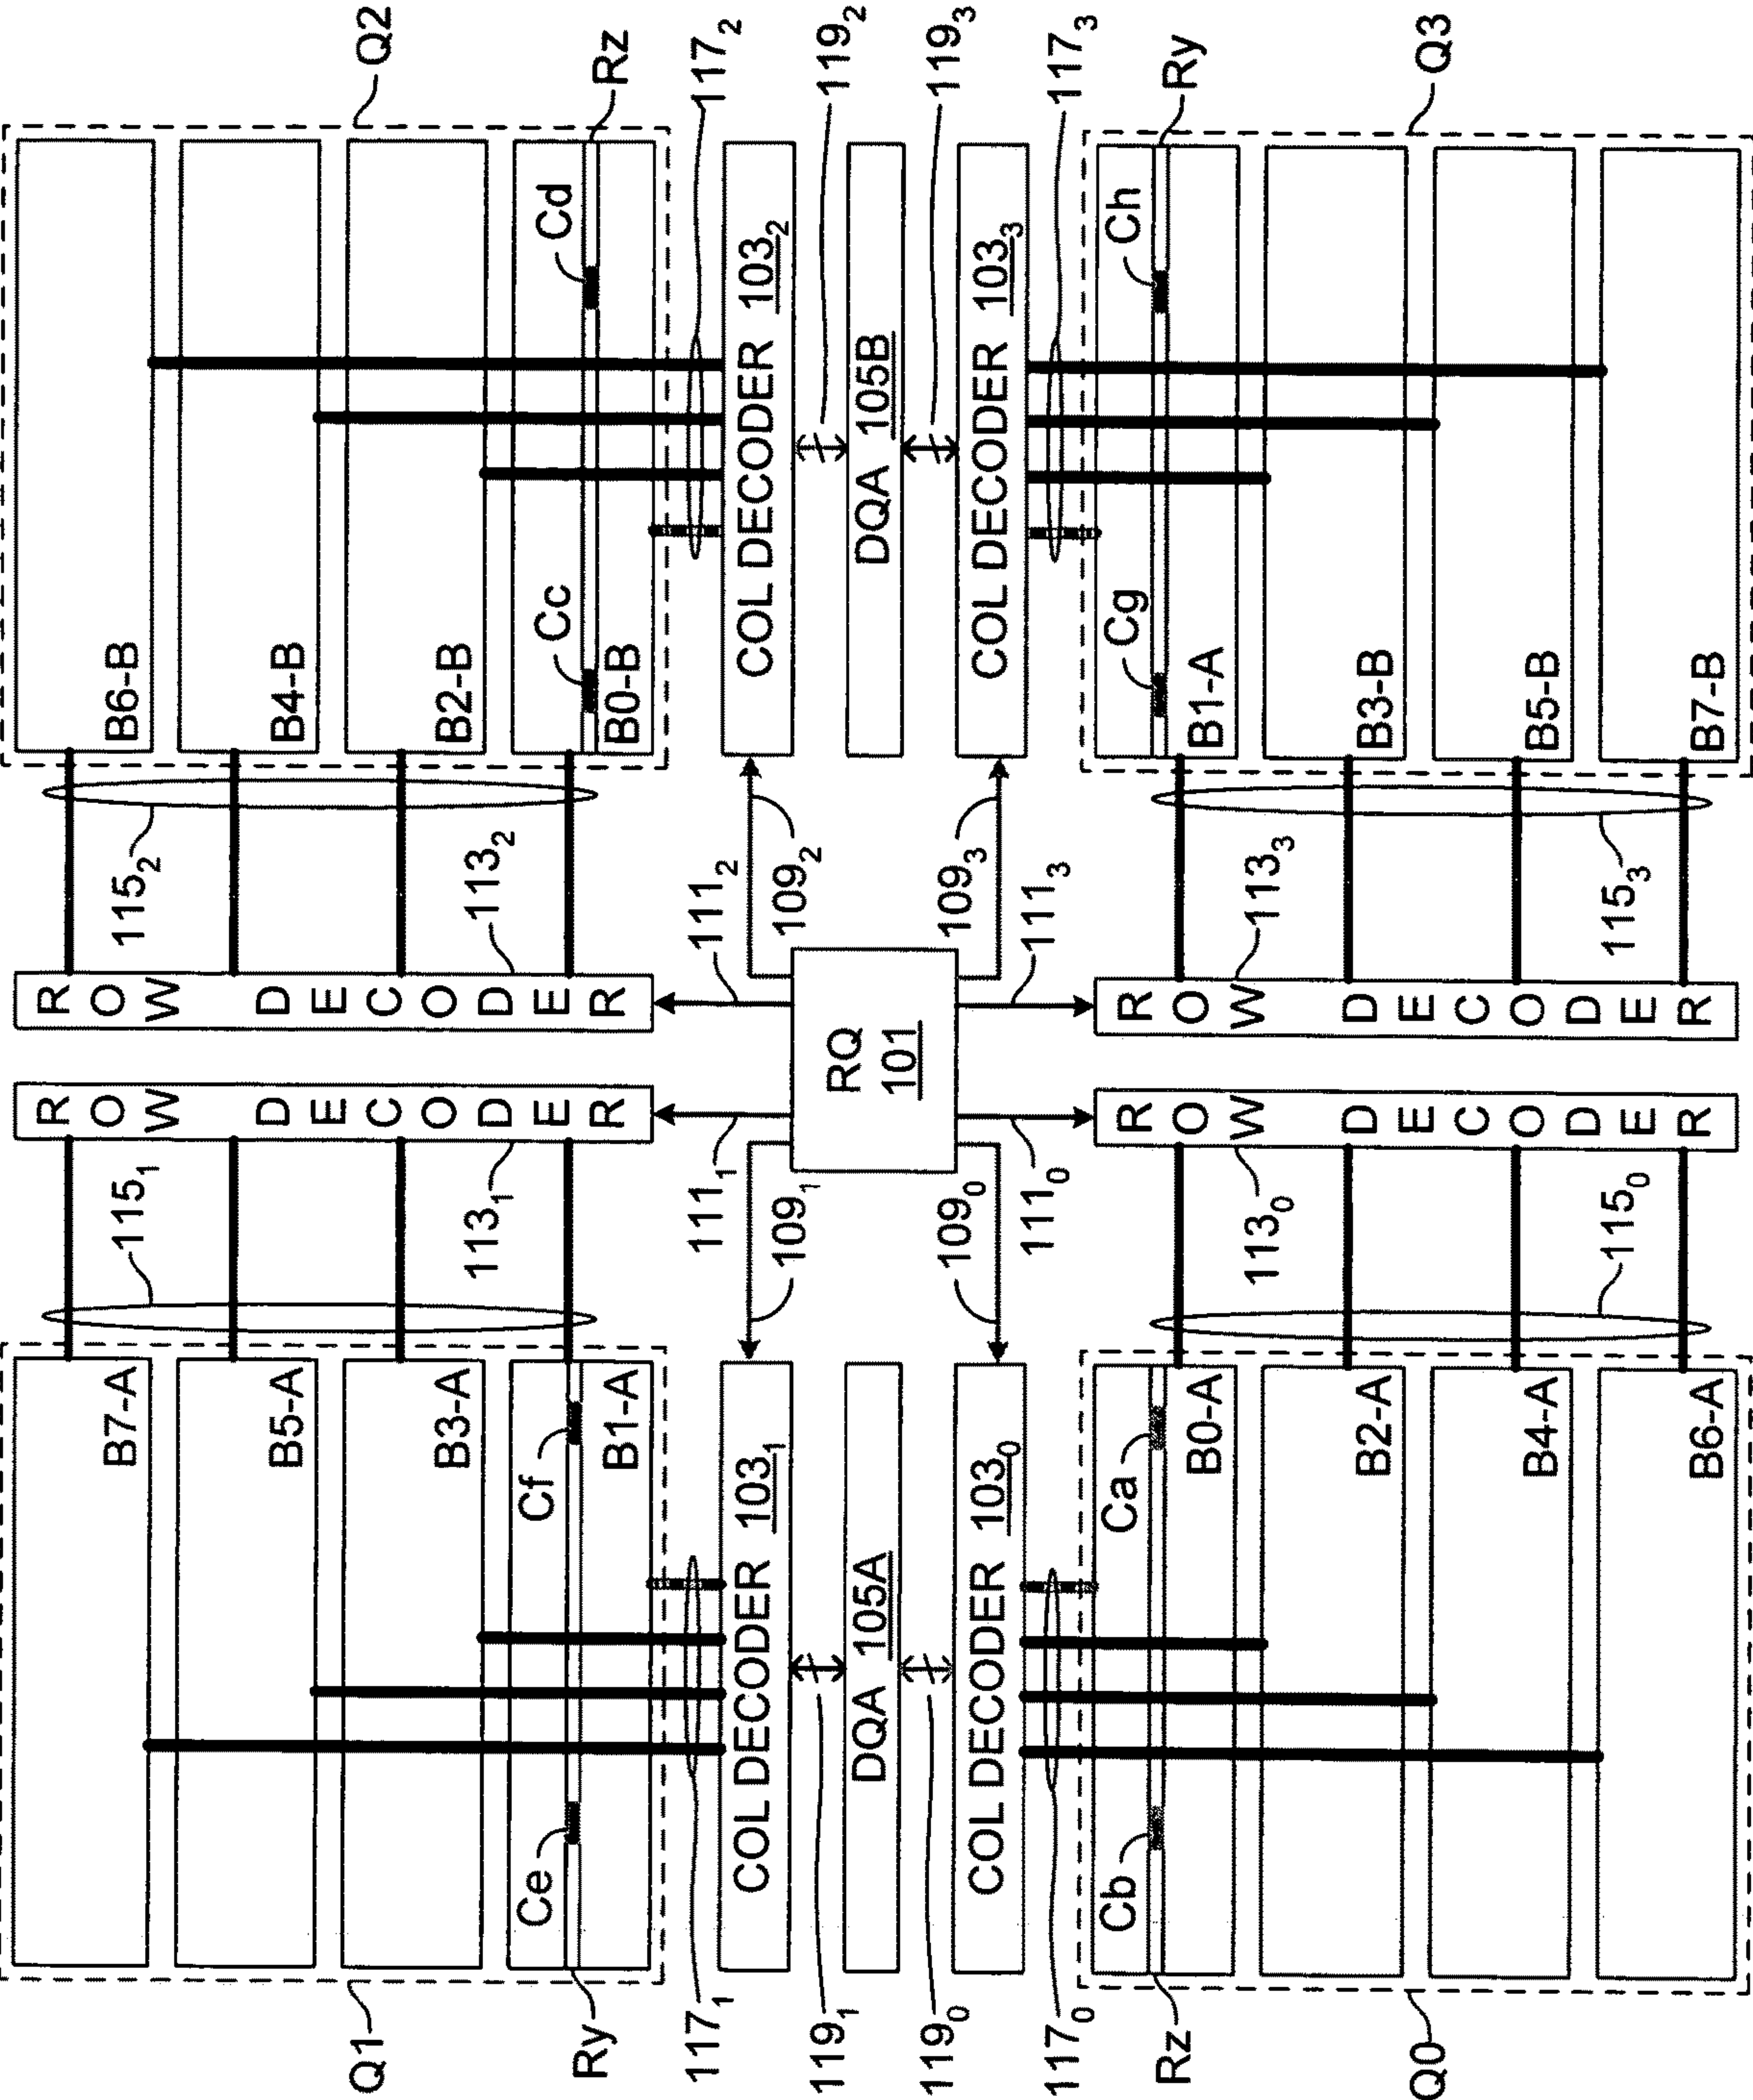 B7-A
115₁
115₂
B6-B
B5-A
B4-B
Q1
Q2
B3-A
B2-B
ROW DECODER
ROW DECODER
113₁
113₂
Ce
Cf
Cc
Cd
Ry
B1-A
B0-B
Rz
117₁
111₁
111₂
117₂
COL DECODER 103₁
COL DECODER 103₂
109₁
109₂
119₁
119₂
DQA 105A
RQ
101
DQA 105B
119₀
109₀
109₃
119₃
COL DECODER 103₀
COL DECODER 103₃
117₀
111₀
111₃
117₃
Cb
Ca
Cg
Ch
Rz
B0-A
B1-A
Ry
ROW DECODER
ROW DECODER
113₀
113₃
B2-A
B3-B
Q0
Q3
B4-A
B5-B
115₀
115₃
B6-A
B7-B